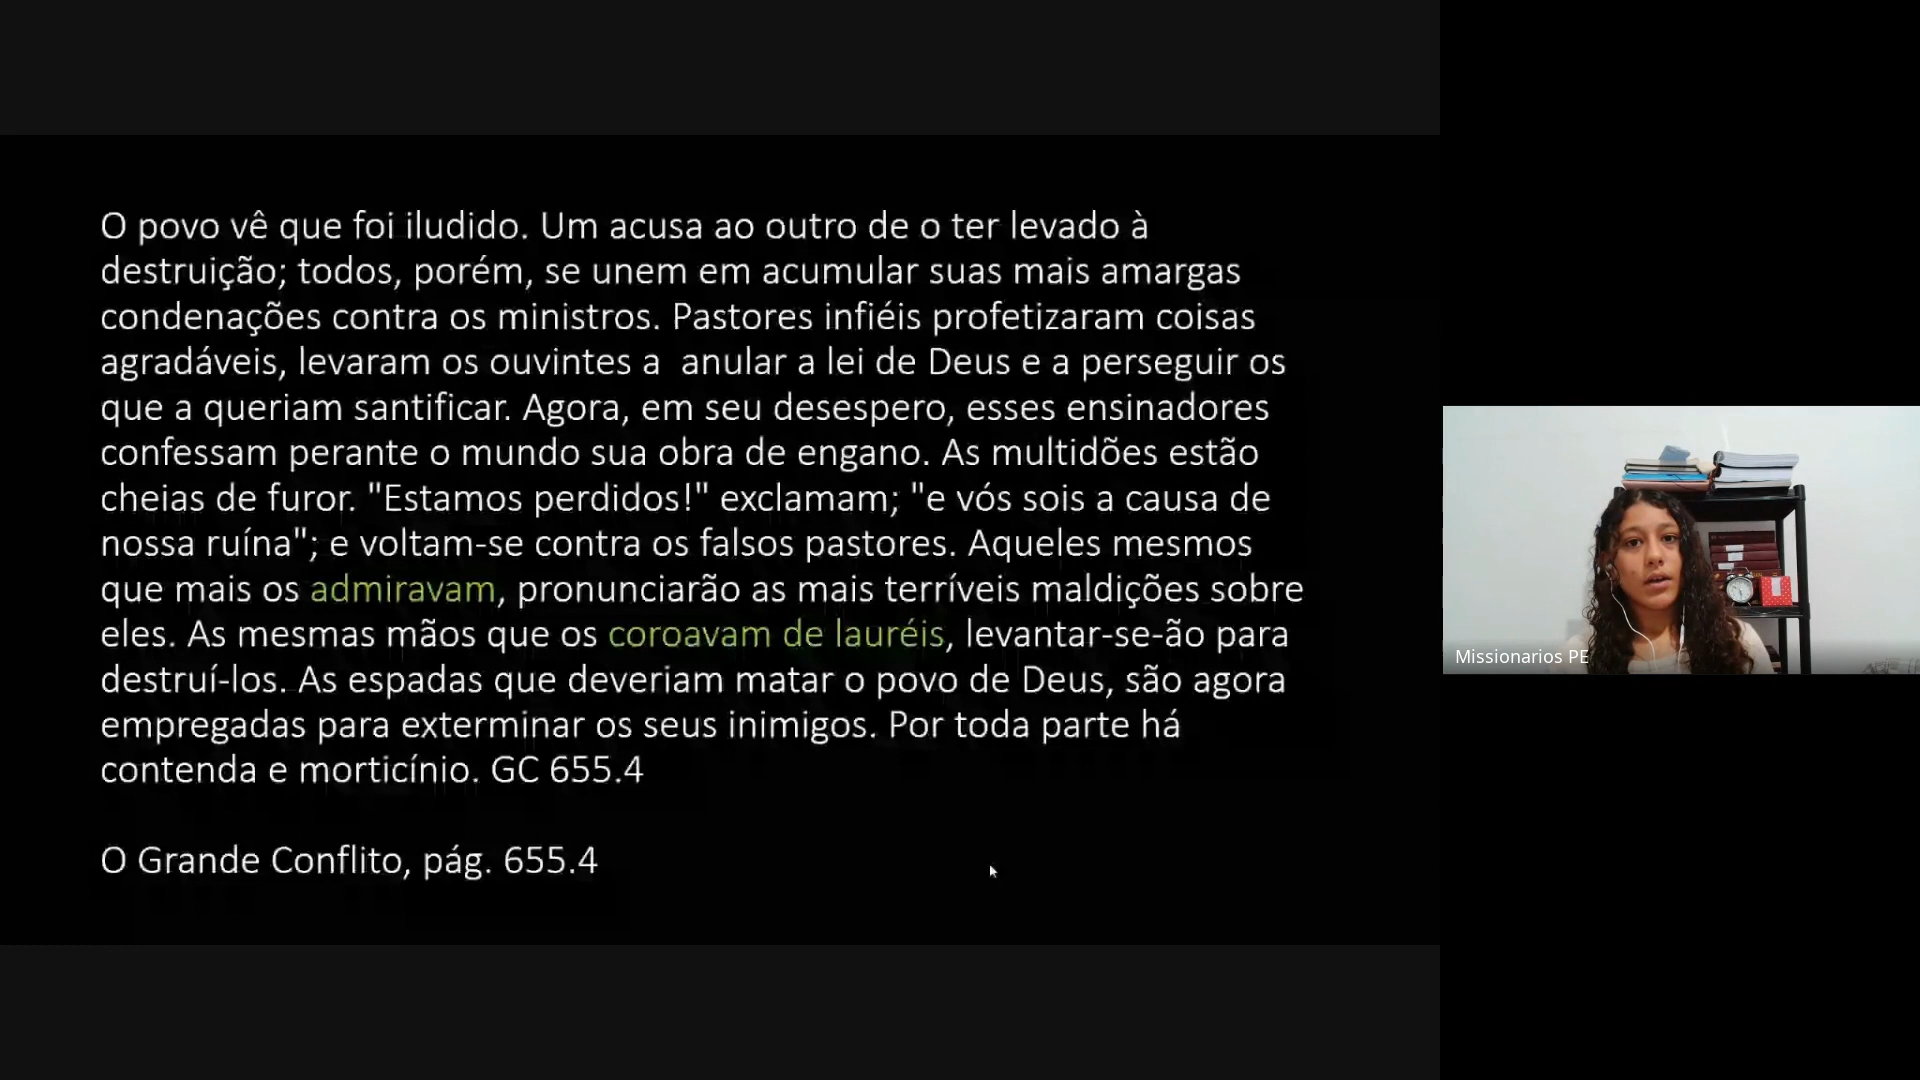 O povo vê que foi iludido. Um acusa ao outro de o ter levado à
destruição; todos, porém, se unem em acumular suas mais amargas
condenações contra os ministros. Pastores infiéis profetizaram coisas
agradáveis, levaram os ouvintes a  anular a lei de Deus e a perseguir os
que a queriam santificar. Agora, em seu desespero, esses ensinadores
confessam perante o mundo sua obra de engano. As multidões estão
cheias de furor. "Estamos perdidos!" exclamam; "e vós sois a causa de
nossa ruína"; e voltam-se contra os falsos pastores. Aqueles mesmos
que mais os admiravam, pronunciarão as mais terríveis maldições sobre
eles. As mesmas mãos que os coroavam de lauréis, levantar-se-ão para
destruí-los. As espadas que deveriam matar o povo de Deus, são agora
empregadas para exterminar os seus inimigos. Por toda parte há
contenda e morticínio. GC 655.4
O Grande Conflito, pág. 655.4
Missionarios PE